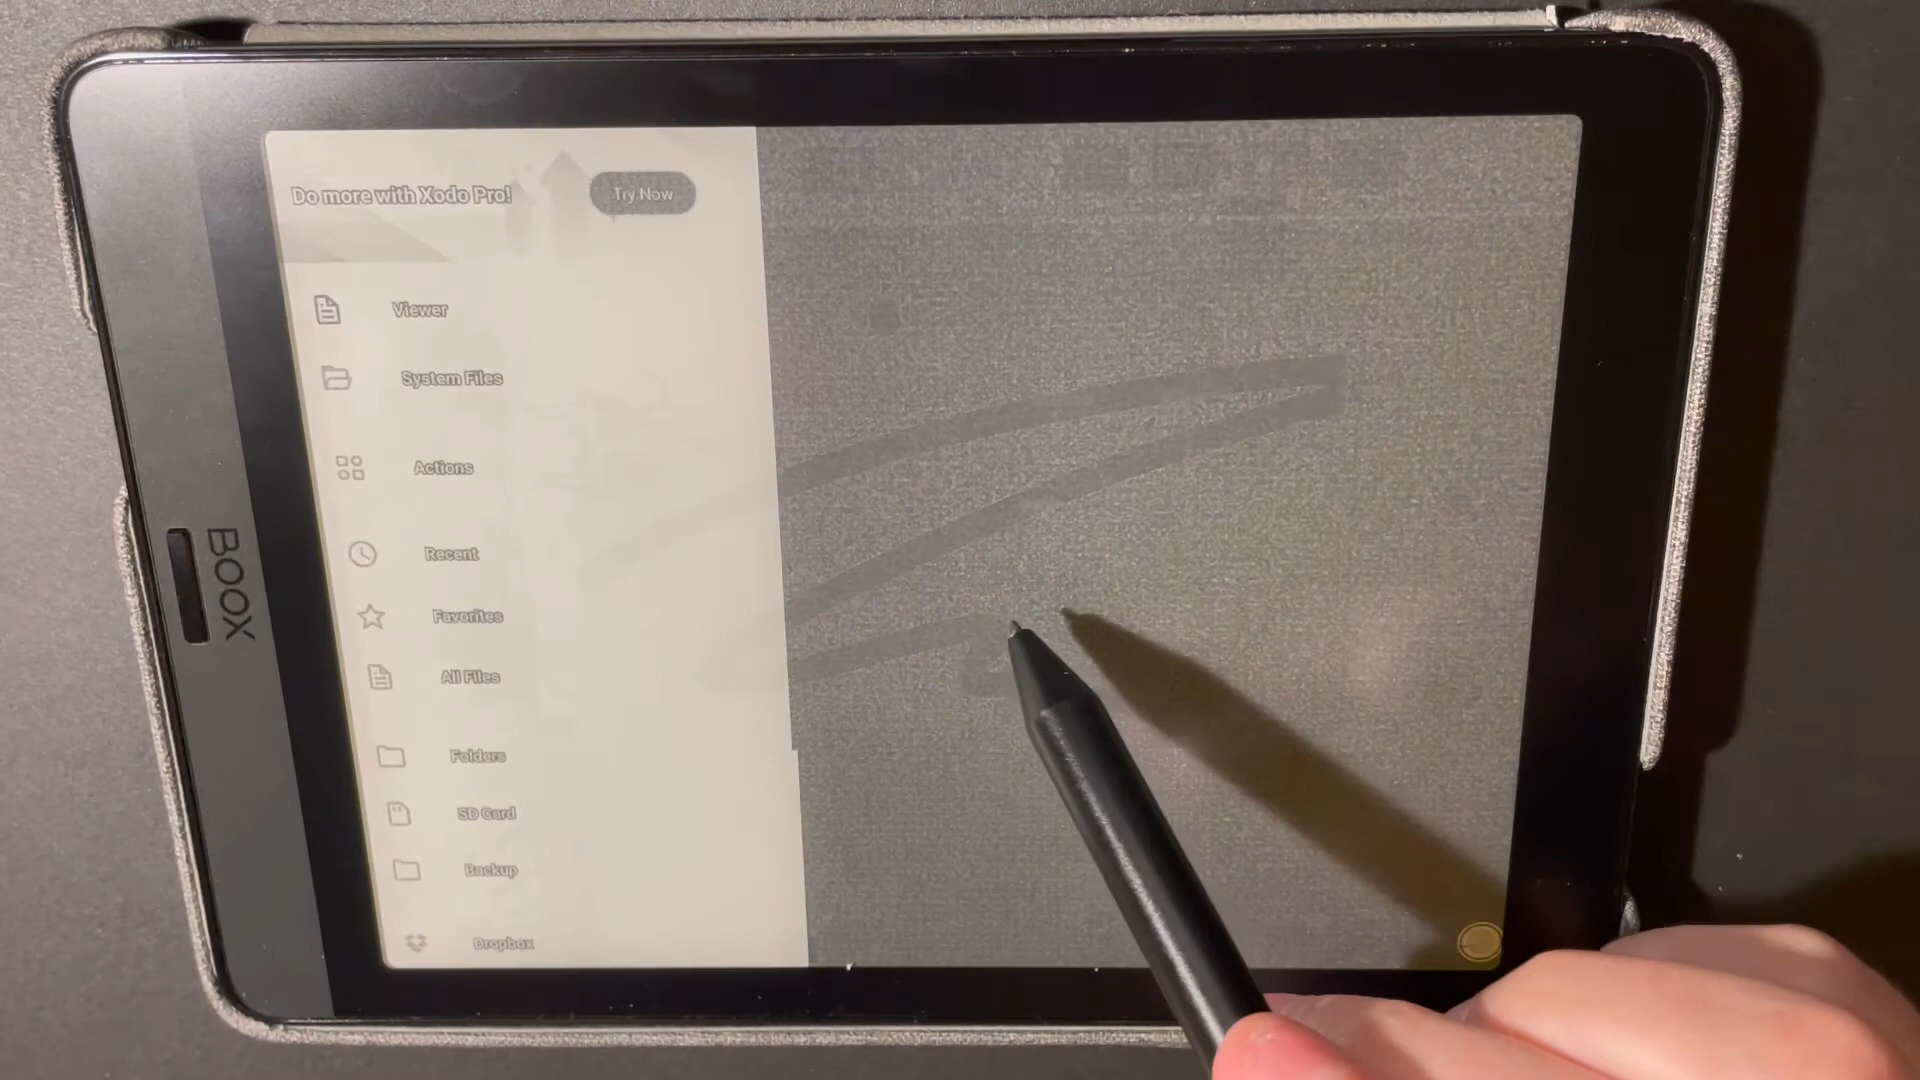 Do more with Xodo Pro!
Try Now
Viewer
System Files
Actions
Recent
Favorites
All Files
Folders
SD Card
Backup
Dropbox
BOOX